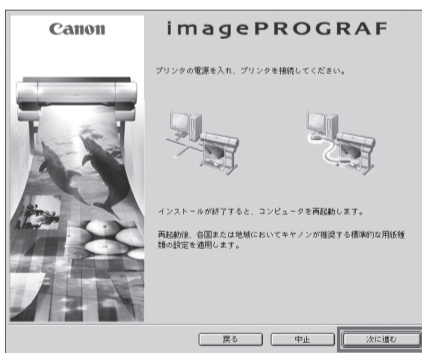 Canon
imagePROGRAF
プリンタの電源を入れ、プリンタを接続してください。
インストールが終了すると、コンピュータを再起動します。
再起動後、各国または地域においてキヤノンが推奨する標準的な用紙種
類の設定を適用します。
戻る
中止
次に進む